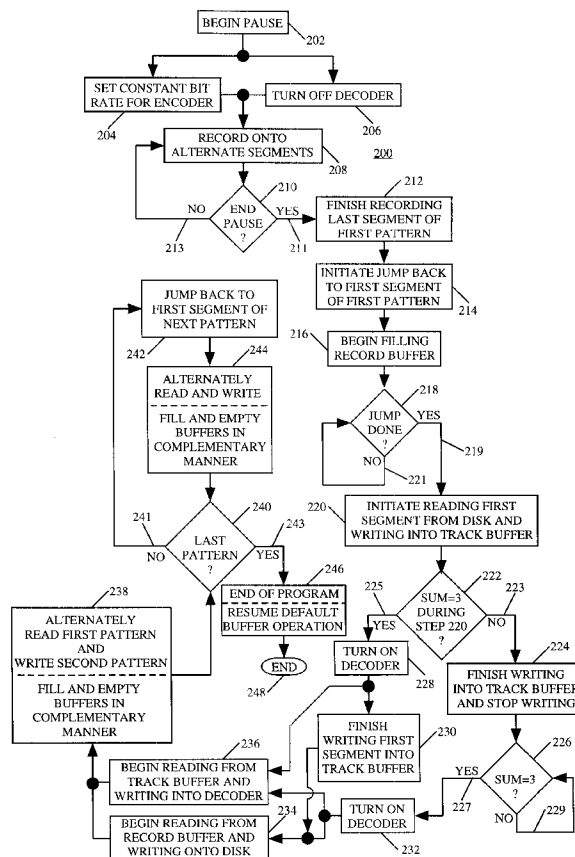 BEGIN PAUSE
202
SET CONSTANT BIT
RATE FOR ENCODER
204
TURN OFF DECODER
206
200
RECORD ONTO
ALTERNATE SEGMENTS
208
210
END
PAUSE
?
NO
213
YES
211
212
FINISH RECORDING
LAST SEGMENT OF
FIRST PATTERN
INITIATE JUMP BACK
TO FIRST SEGMENT
OF FIRST PATTERN
214
216
BEGIN FILLING
RECORD BUFFER
218
JUMP
DONE
?
YES
219
NO
221
220
INITIATE READING FIRST
SEGMENT FROM DISK AND
WRITING INTO TRACK BUFFER
222
SUM=3
DURING
STEP 220
?
225
YES
223
NO
224
FINISH WRITING
INTO TRACK BUFFER
AND STOP WRITING
226
SUM=3
?
YES
227
NO
229
TURN ON
DECODER
228
FINISH
WRITING FIRST
SEGMENT INTO
TRACK BUFFER
230
TURN ON
DECODER
232
234
BEGIN READING FROM
RECORD BUFFER AND
WRITING ONTO DISK
236
BEGIN READING FROM
TRACK BUFFER AND
WRITING INTO DECODER
238
ALTERNATELY
READ FIRST PATTERN
AND
WRITE SECOND PATTERN
FILL AND EMPTY
BUFFERS IN
COMPLEMENTARY
MANNER
240
LAST
PATTERN
?
241
NO
243
YES
JUMP BACK TO
FIRST SEGMENT OF
NEXT PATTERN
242
244
ALTERNATELY
READ AND WRITE
FILL AND EMPTY
BUFFERS IN
COMPLEMENTARY
MANNER
246
END OF PROGRAM
RESUME DEFAULT
BUFFER OPERATION
END
248